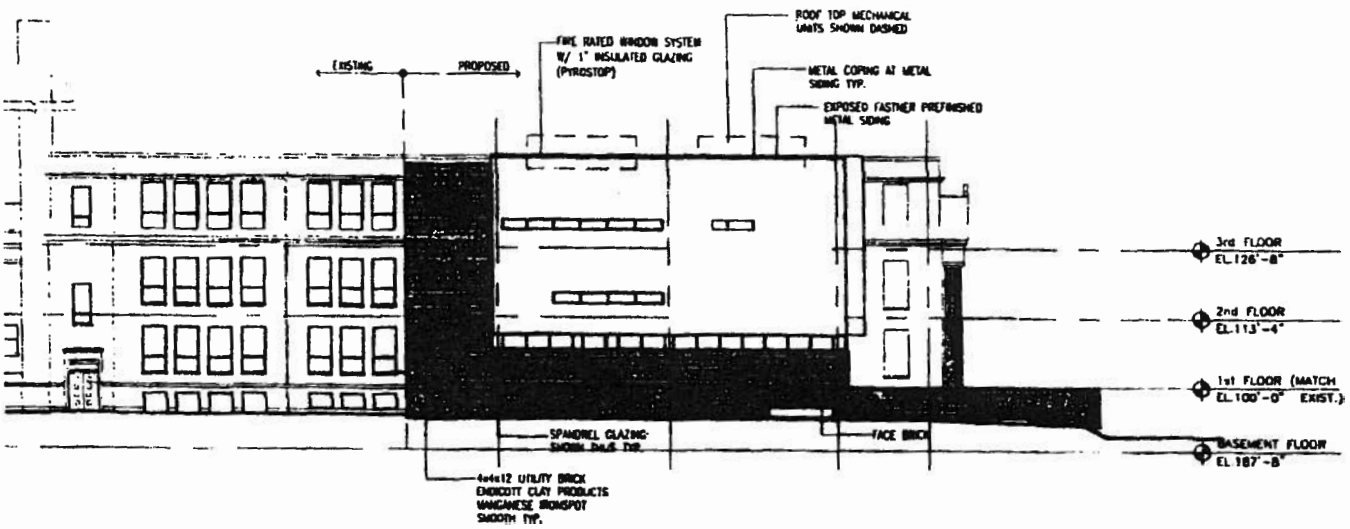 ROOF TOP MECHANICAL
UNITS SHOWN DASHED
FIRE RATED WINDOW SYSTEM
W/ 1" INSULATED GLAZING
(PYROSTOP)
EXISTING
PROPOSED
METAL COPING AT METAL
SIDING TYP.
EXPOSED FASTNER PREFINISHED
METAL SIDING
3rd FLOOR
EL.126'-8"
2nd FLOOR
EL.113'-4"
1st FLOOR (MATCH
EL.100'-0" EXIST.)
SPANDREL GLAZING
SHOWN THUS TYP.
FACE BRICK
BASEMENT FLOOR
EL.187'-8"
4x4x12 UTILITY BRICK
ENDICOTT CLAY PRODUCTS
MANGANESE IRONSPOT
SMOOTH TYP.